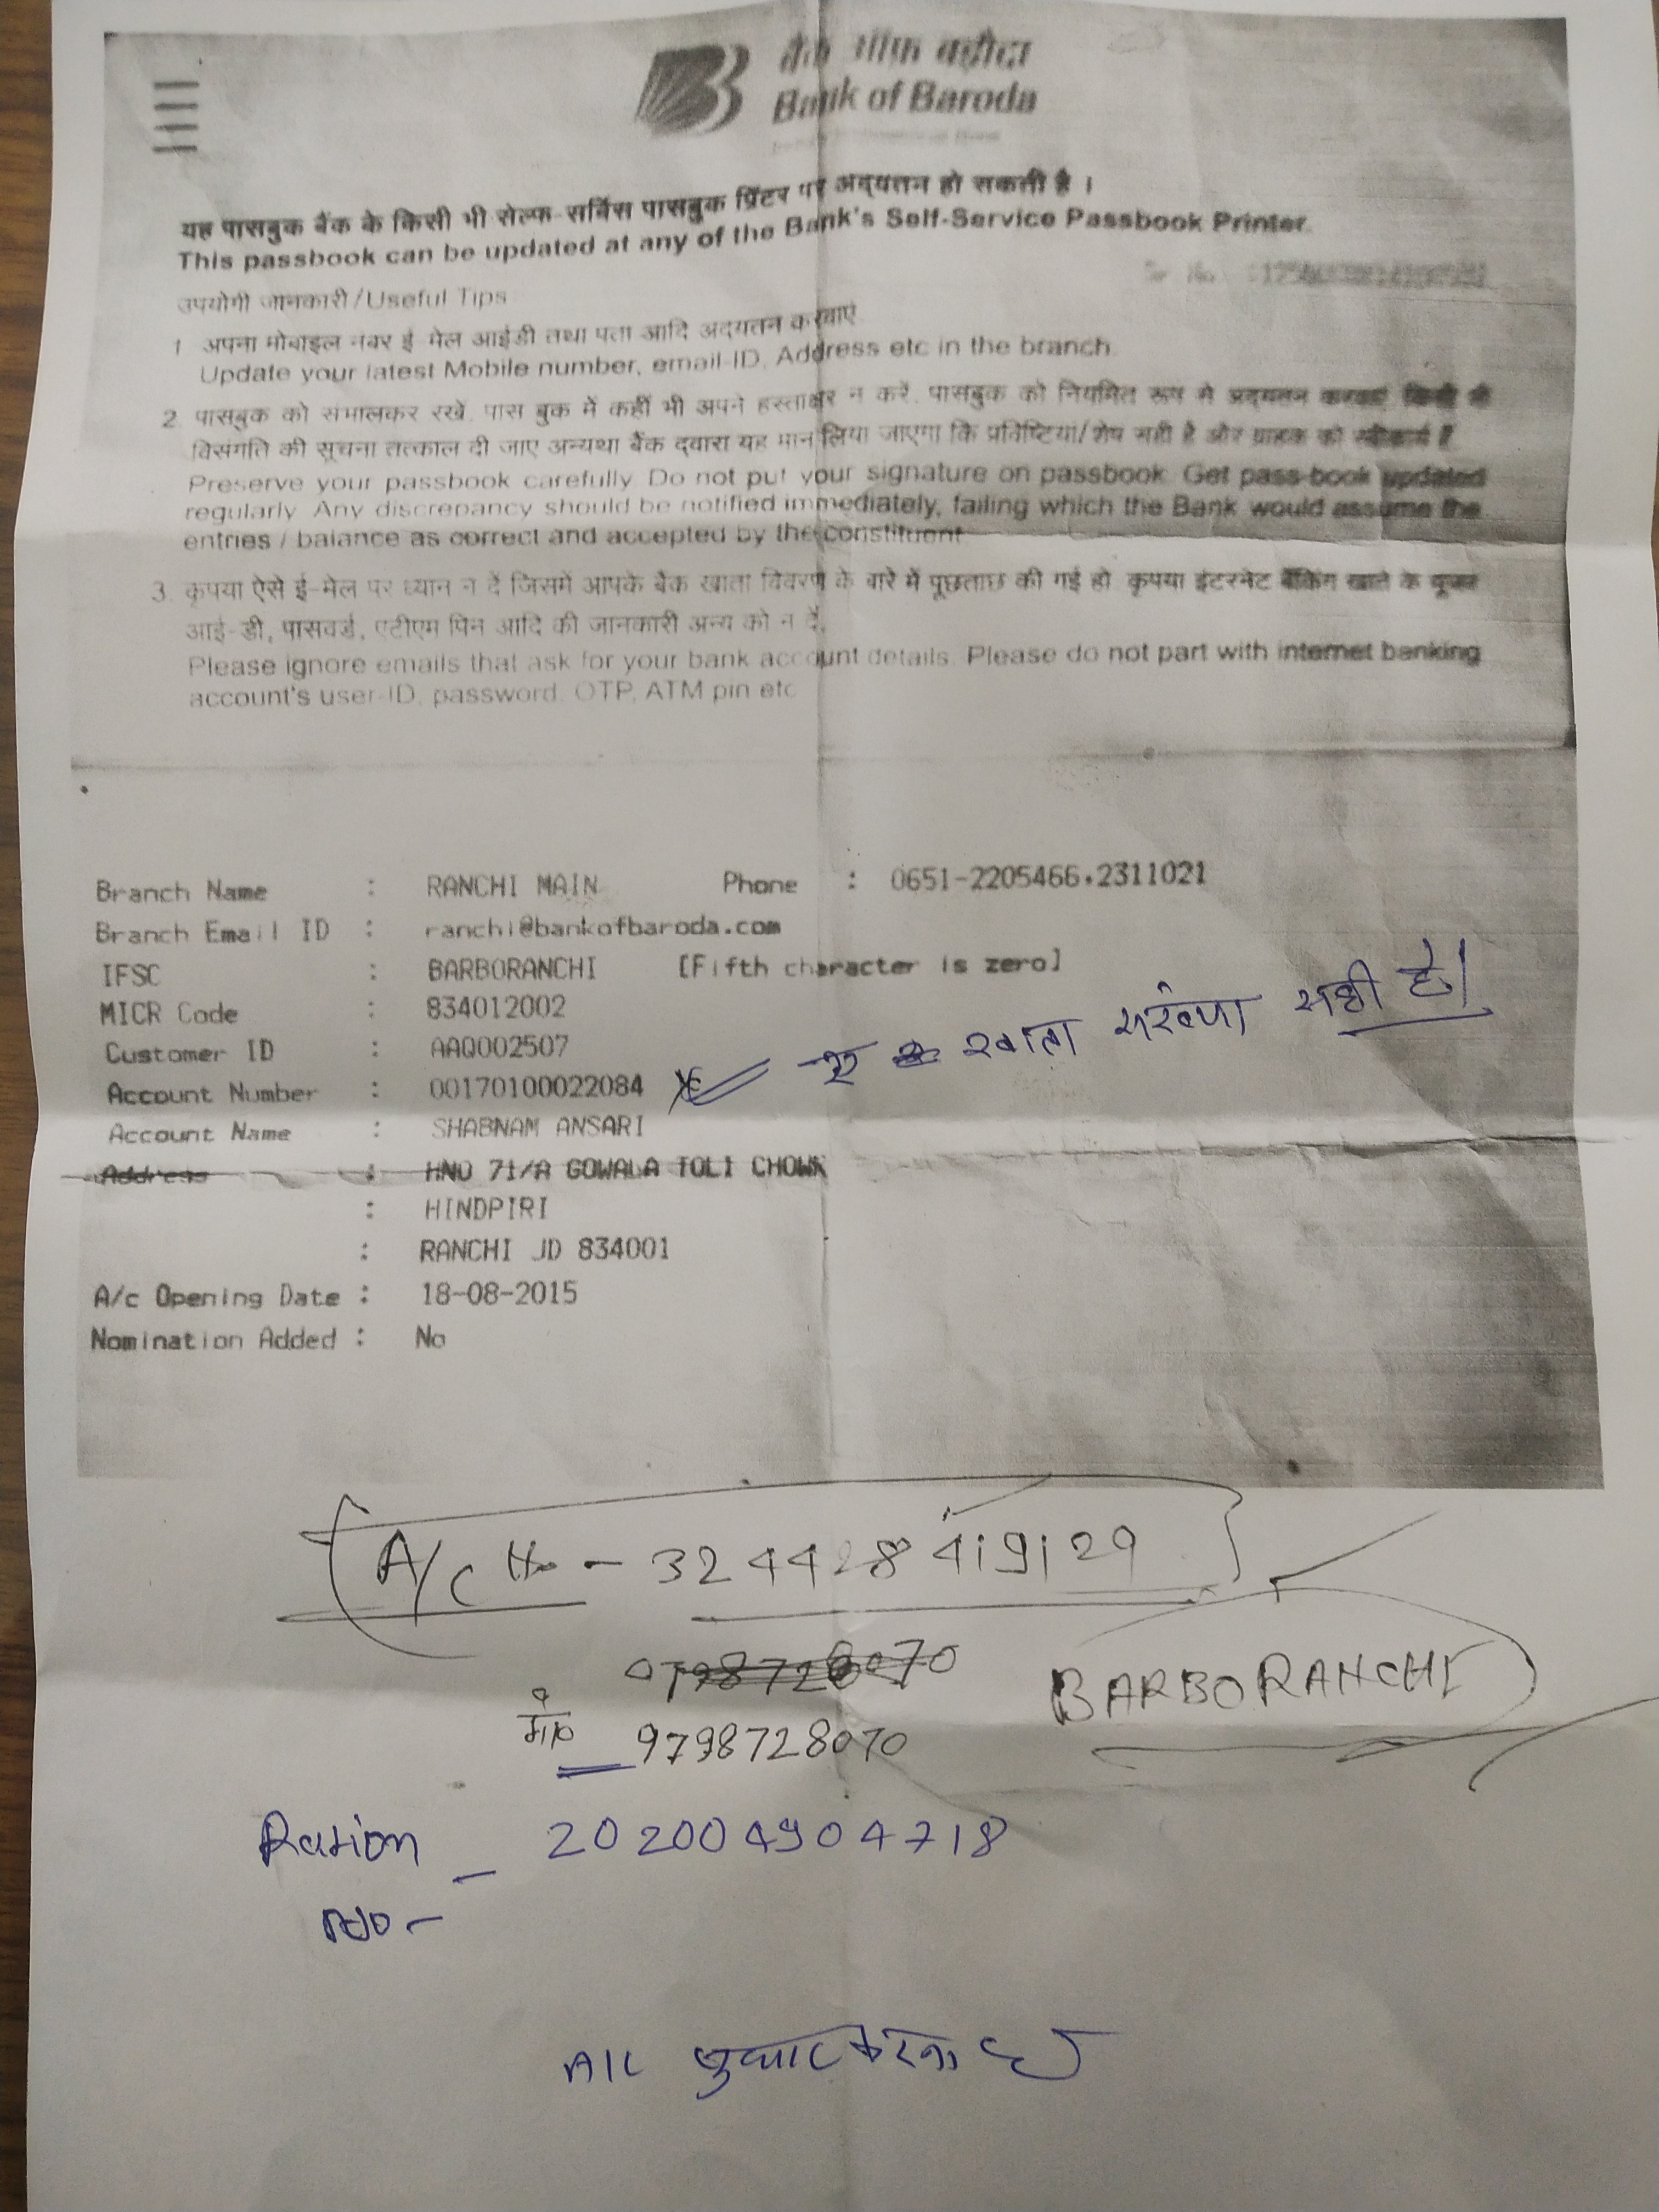 बैंक ऑफ़ बड़ौदा
Bank of Baroda
यह पासबुक बैंक के किसी भी सेल्फ-सर्विस पासबुक प्रिंटर पर अद्यतन हो सकती है ।
This passbook can be updated at any of the Bank's Self-Service Passbook Printer.
Sr No
उपयोगी जानकारी/Useful Tips
1 अपना मोबाइल नंबर ई-मेल आईडी तथा पता आदि अद्यतन करवाएं
Update your latest Mobile number, email-ID, Address etc in the branch.
2. पासबुक को संभालकर रखें. पास बुक में कहीं भी अपने हस्ताक्षर न करें. पासबुक को नियमित रूप से अद्यतन करवाएं किसी भी
विसंगति की सूचना तत्काल दी जाए अन्यथा बैंक द्वारा यह मान लिया जाएगा कि प्रविष्टियां/शेष सही है और ग्राहक को स्वीकार्य है
Preserve your passbook carefully. Do not put your signature on passbook. Get pass-book updated
regularly. Any discrepancy should be notified immediately, failing which the Bank would assume the
entries / balance as correct and accepted by the constituent
3. कृपया ऐसे ई-मेल पर ध्यान न दें जिसमें आपके बैंक खाता विवरण के बारे में पूछताछ की गई हो. कृपया इंटरनेट बैंकिंग खाते के यूजर
आई-डी, पासवर्ड, एटीएम पिन आदि की जानकारी अन्य को न दें.
Please ignore emails that ask for your bank account details. Please do not part with internet banking
account's user-ID, password, OTP, ATM pin etc
Branch Name : RANCHI MAIN Phone : 0651-2205466,2311021
Branch Email ID : ranchi@bankofbaroda.com
IFSC : BARB0RANCHI [Fifth character is zero]
MICR Code : 834012002
Customer ID : AAQ002507
Account Number : 00170100022084
खाता संख्या सही है।
Account Name : SHABNAM ANSARI
Address : HNO 71/A GOWALA TOLI CHOWK
: HINDPIRI
: RANCHI JD 834001
A/c Opening Date : 18-08-2015
Nomination Added : No
A/C No - 324428419129
9798728070
मो० 9798728070
BARBORANCHI
Ration - 202004904718
NO -
A/C सुधार करना है